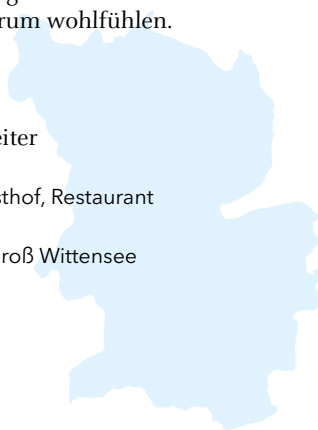 rum wohlfühlen.
eiter
sthof, Restaurant
roß Wittensee